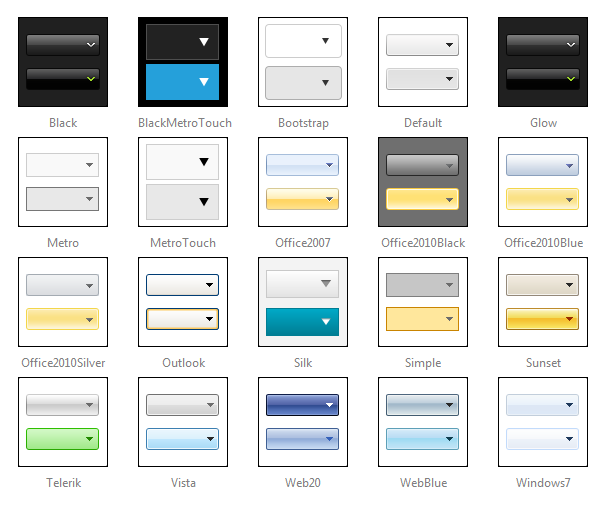 Black BlackMetroTouch Bootstrap Default Glow
Metro MetroTouch Office2007 Office2010Black Office2010Blue
Office2010Silver Outlook Silk Simple Sunset
Telerik Vista Web20 WebBlue Windows7